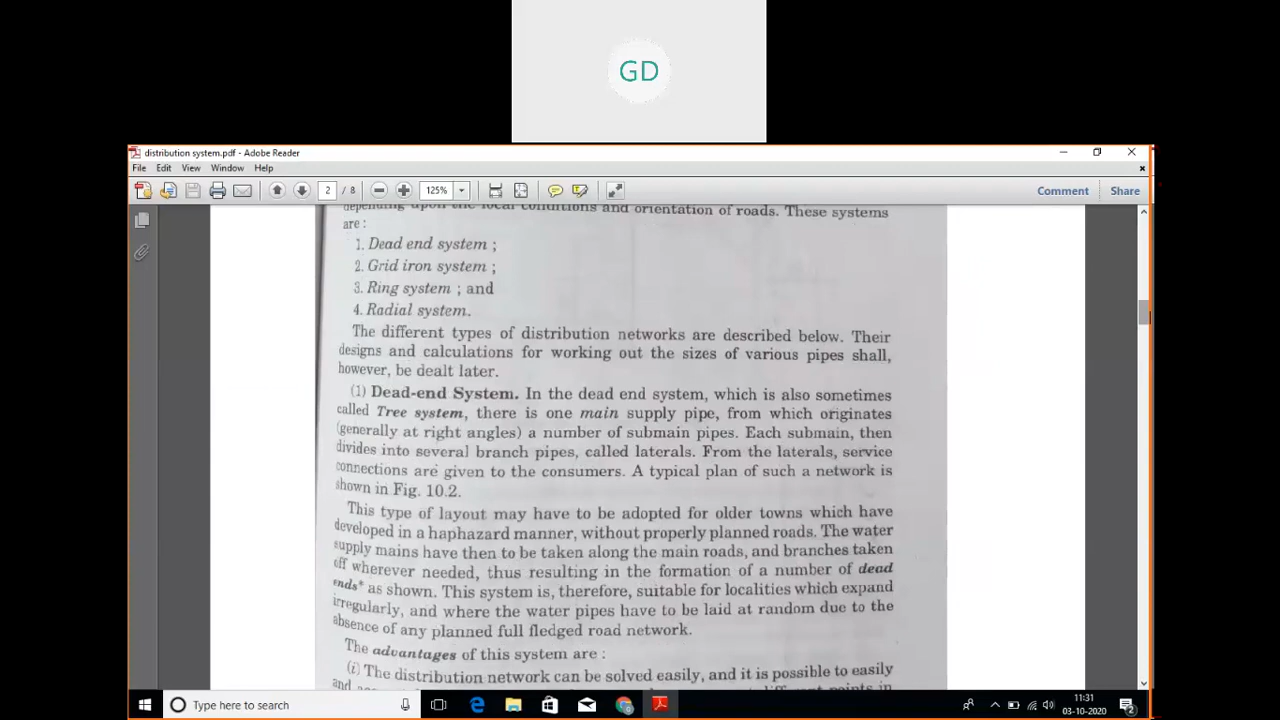 GD
distribution system.pdf - Adobe Reader
File Edit View Window Help
2 / 8 125% Comment Share
depending upon the local conditions and orientation of roads. These systems
are :
1. Dead end system ;
2. Grid iron system ;
3. Ring system ; and
4. Radial system.
The different types of distribution networks are described below. Their
designs and calculations for working out the sizes of various pipes shall,
however, be dealt later.
(1) Dead-end System. In the dead end system, which is also sometimes
called Tree system, there is one main supply pipe, from which originates
(generally at right angles) a number of submain pipes. Each submain, then
divides into several branch pipes, called laterals. From the laterals, service
connections are given to the consumers. A typical plan of such a network is
shown in Fig. 10.2.
This type of layout may have to be adopted for older towns which have
developed in a haphazard manner, without properly planned roads. The water
supply mains have then to be taken along the main roads, and branches taken
off wherever needed, thus resulting in the formation of a number of dead
ends* as shown. This system is, therefore, suitable for localities which expand
irregularly, and where the water pipes have to be laid at random due to the
absence of any planned full fledged road network.
The advantages of this system are :
(i) The distribution network can be solved easily, and it is possible to easily
and different points in
Type here to search
11:31
03-10-2020
2